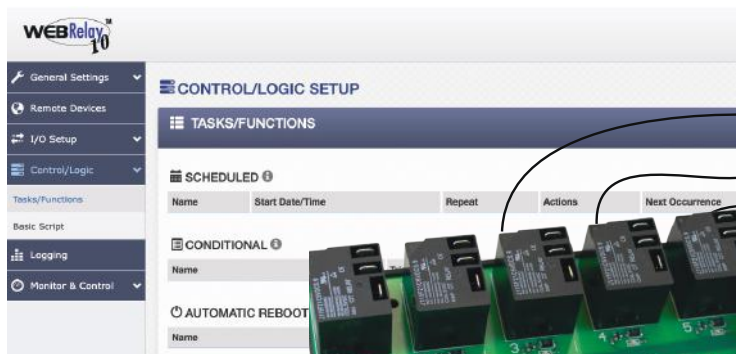 WEBRelay™
10
General Settings
CONTROL/LOGIC SETUP
Remote Devices
TASKS/FUNCTIONS
I/O Setup
Control/Logic
SCHEDULED
Tasks/Functions
Name Start Date/Time Repeat Actions Next Occurrence
Basic Script
CONDITIONAL
Logging
Name
Monitor & Control
AUTOMATIC REBOOT
Name
3 4 5